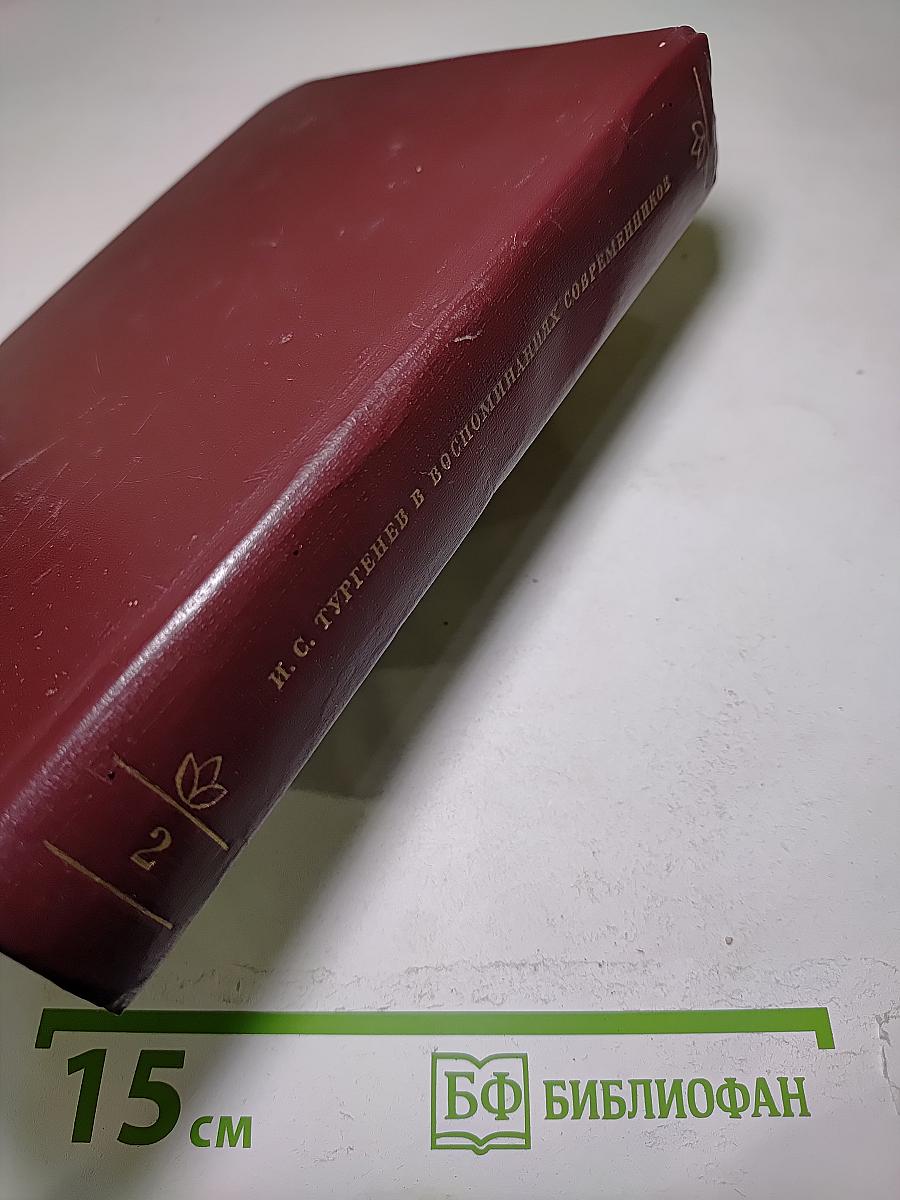 И. С. ТУРГЕНЕВ В ВОСПОМИНАНИЯХ СОВРЕМЕННИКОВ
2
15 см
БФ БИБЛИОФАН